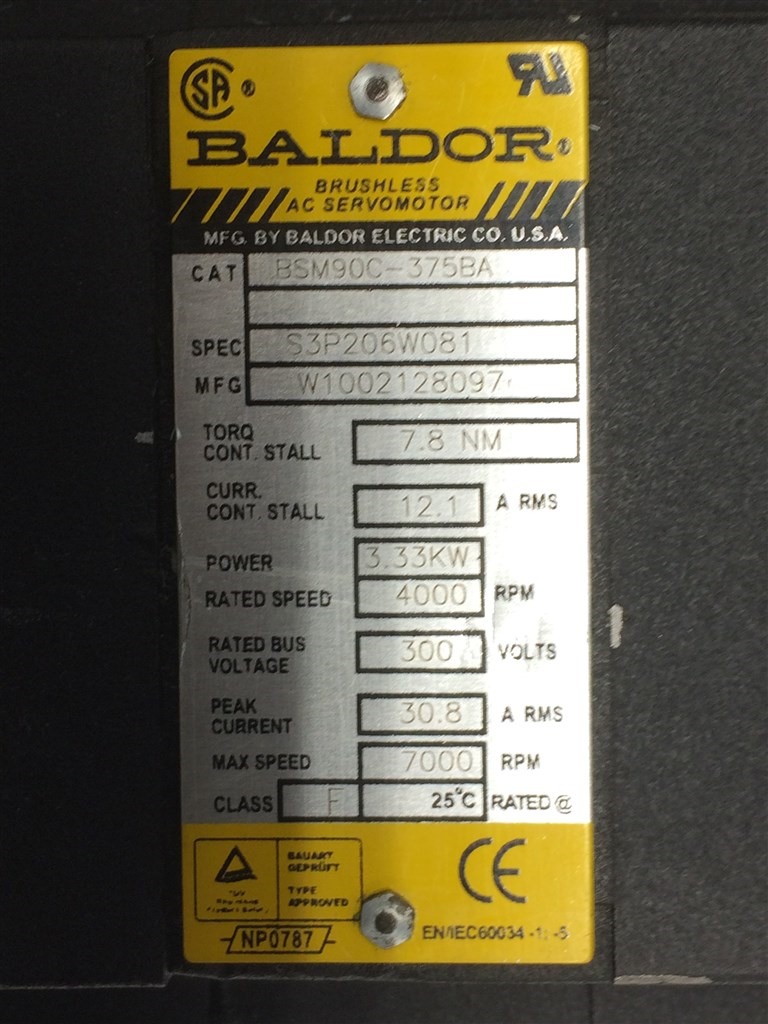 SA ®
BALDOR®
BRUSHLESS
AC SERVOMOTOR
MFG. BY BALDOR ELECTRIC CO. U.S.A.
CAT BSM90C-375BA
SPEC S3P206W081
MFG W1002128097
TORQ CONT. STALL 7.8 NM
CURR. CONT. STALL 12.1 A RMS
POWER 3.33KW
RATED SPEED 4000 RPM
RATED BUS VOLTAGE 300 VOLTS
PEAK CURRENT 30.8 A RMS
MAX SPEED 7000 RPM
CLASS F 25°C RATED @
TUV
BAUART
GEPRÜFT
TYPE
APPROVED
CE
NP0787
EN/IEC60034 -1; -5